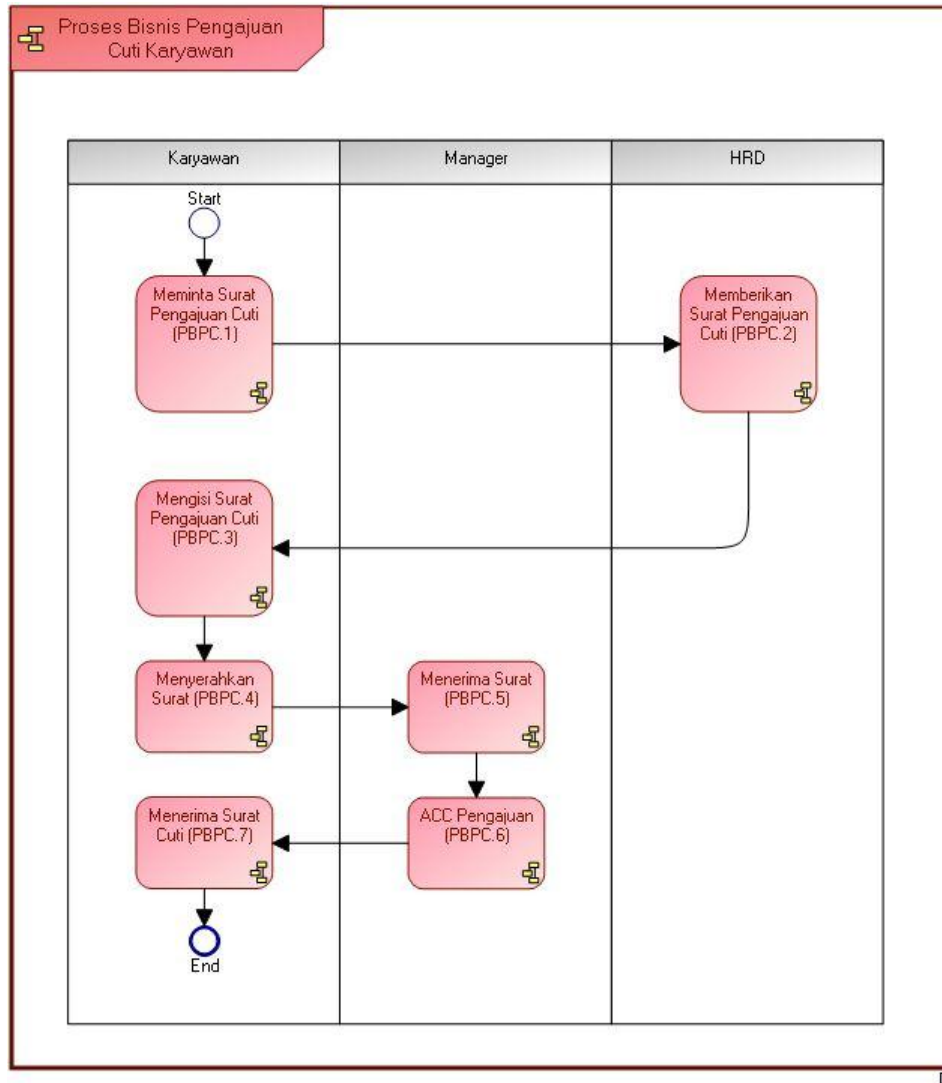 Proses Bisnis Pengajuan
Cuti Karyawan
Karyawan
Manager
HRD
Start
Meminta Surat
Pengajuan Cuti
(PBPC.1)
Memberikan
Surat Pengajuan
Cuti (PBPC.2)
Mengisi Surat
Pengajuan Cuti
(PBPC.3)
Menyerahkan
Surat (PBPC.4)
Menerima Surat
(PBPC.5)
Menerima Surat
Cuti (PBPC.7)
ACC Pengajuan
(PBPC.6)
End